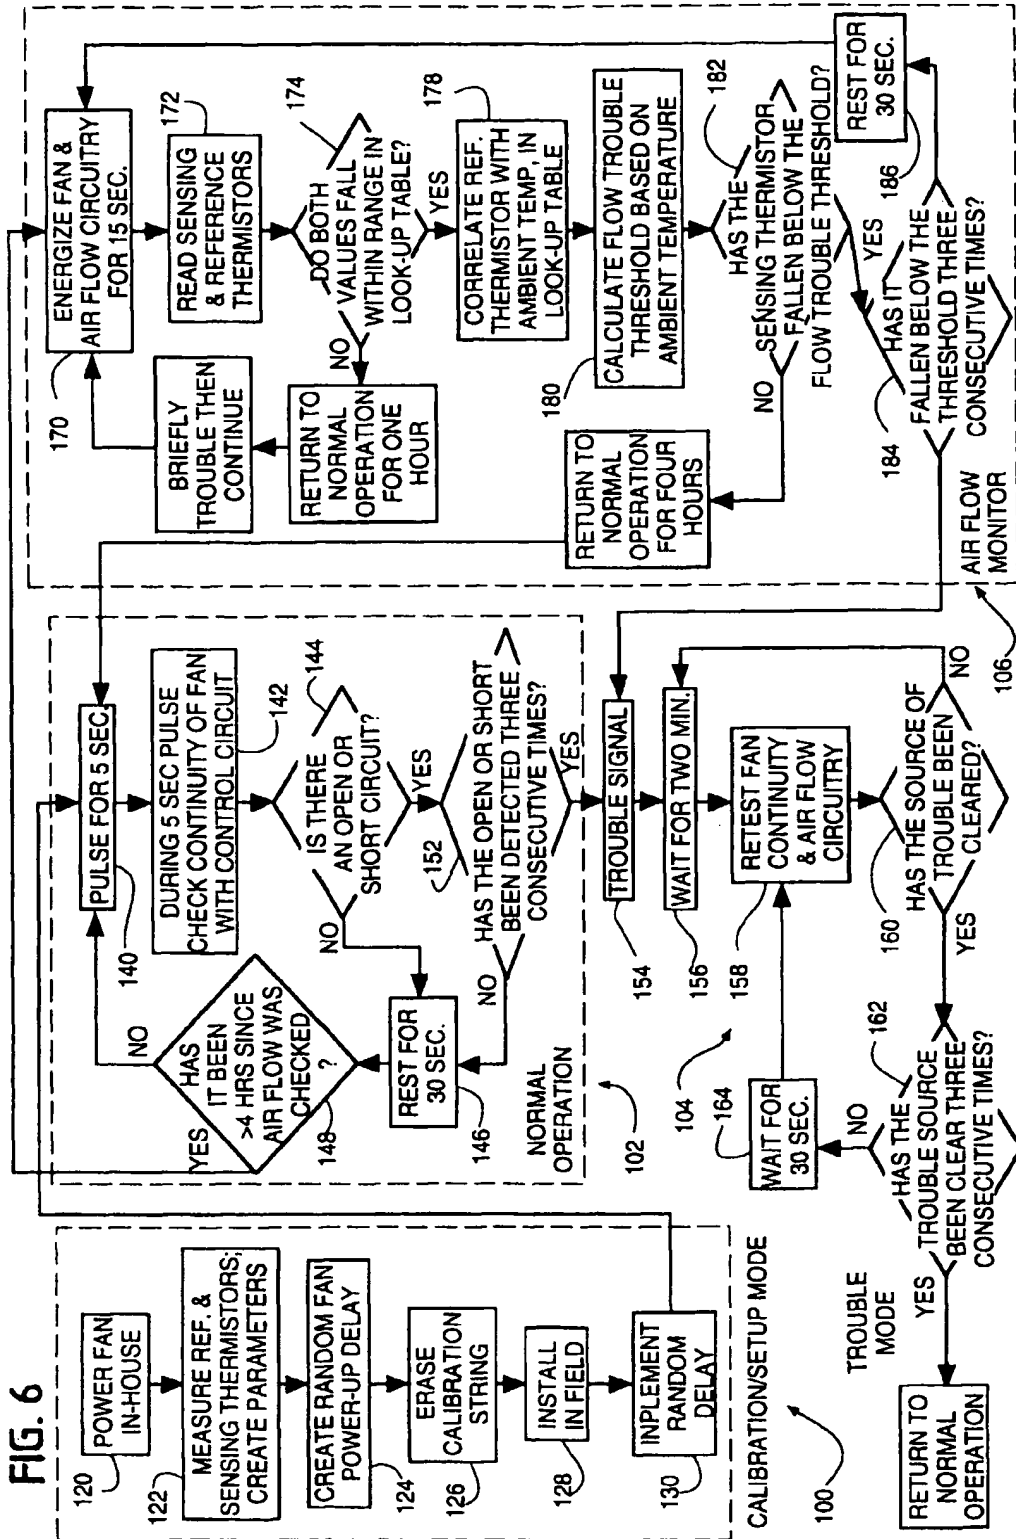 FIG. 6
120
POWER FAN
IN-HOUSE
122
MEASURE REF. &
SENSING THERMISTORS;
CREATE PARAMETERS
124
CREATE RANDOM FAN
POWER-UP DELAY
126
ERASE
CALIBRATION
STRING
128
INSTALL
IN FIELD
130
INPLEMENT
RANDOM
DELAY
CALIBRATION/SETUP MODE
100
140
PULSE FOR 5 SEC.
DURING 5 SEC PULSE
CHECK CONTINUITY OF FAN
WITH CONTROL CIRCUIT
142
IS THERE
AN OPEN OR
SHORT CIRCUIT?
144
NO
YES
152
HAS THE OPEN OR SHORT
BEEN DETECTED THREE
CONSECUTIVE TIMES?
NO
YES
REST FOR
30 SEC.
146
HAS
IT BEEN
>4 HRS SINCE
AIR FLOW WAS
CHECKED
?
148
YES
NO
NORMAL
OPERATION
102
TROUBLE SIGNAL
154
WAIT FOR TWO MIN.
156
RETEST FAN
CONTINUITY
& AIR FLOW
CIRCUITRY
158
104
HAS THE SOURCE OF
TROUBLE BEEN
CLEARED?
160
NO
YES
HAS THE
TROUBLE SOURCE
BEEN CLEAR THREE
CONSECUTIVE TIMES?
162
NO
WAIT FOR
30 SEC.
164
YES
TROUBLE
MODE
RETURN TO
NORMAL
OPERATION
170
ENERGIZE FAN &
AIR FLOW CIRCUITRY
FOR 15 SEC.
READ SENSING
& REFERENCE
THERMISTORS
172
DO BOTH
VALUES FALL
WITHIN RANGE IN
LOOK-UP TABLE?
174
NO
YES
RETURN TO
NORMAL
OPERATION
FOR ONE
HOUR
BRIEFLY
TROUBLE THEN
CONTINUE
CORRELATE REF.
THERMISTOR WITH
AMBIENT TEMP, IN
LOOK-UP TABLE
178
180
CALCULATE FLOW TROUBLE
THRESHOLD BASED ON
AMBIENT TEMPERATURE
HAS THE
SENSING THERMISTOR
FALLEN BELOW THE
FLOW TROUBLE THRESHOLD?
182
NO
YES
RETURN TO
NORMAL
OPERATION
FOR FOUR
HOURS
184
HAS IT
FALLEN BELOW THE
THRESHOLD THREE
CONSECUTIVE TIMES?
REST FOR
30 SEC.
186
AIR FLOW
MONITOR
106